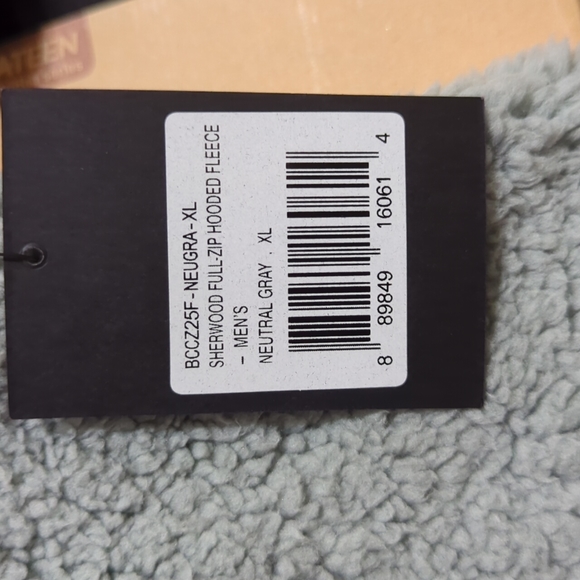 BCCZ25F-NEUGRA-XL
SHERWOOD FULL-ZIP HOODED FLEECE
- MEN'S
NEUTRAL GRAY , XL
8 89849 16061 4